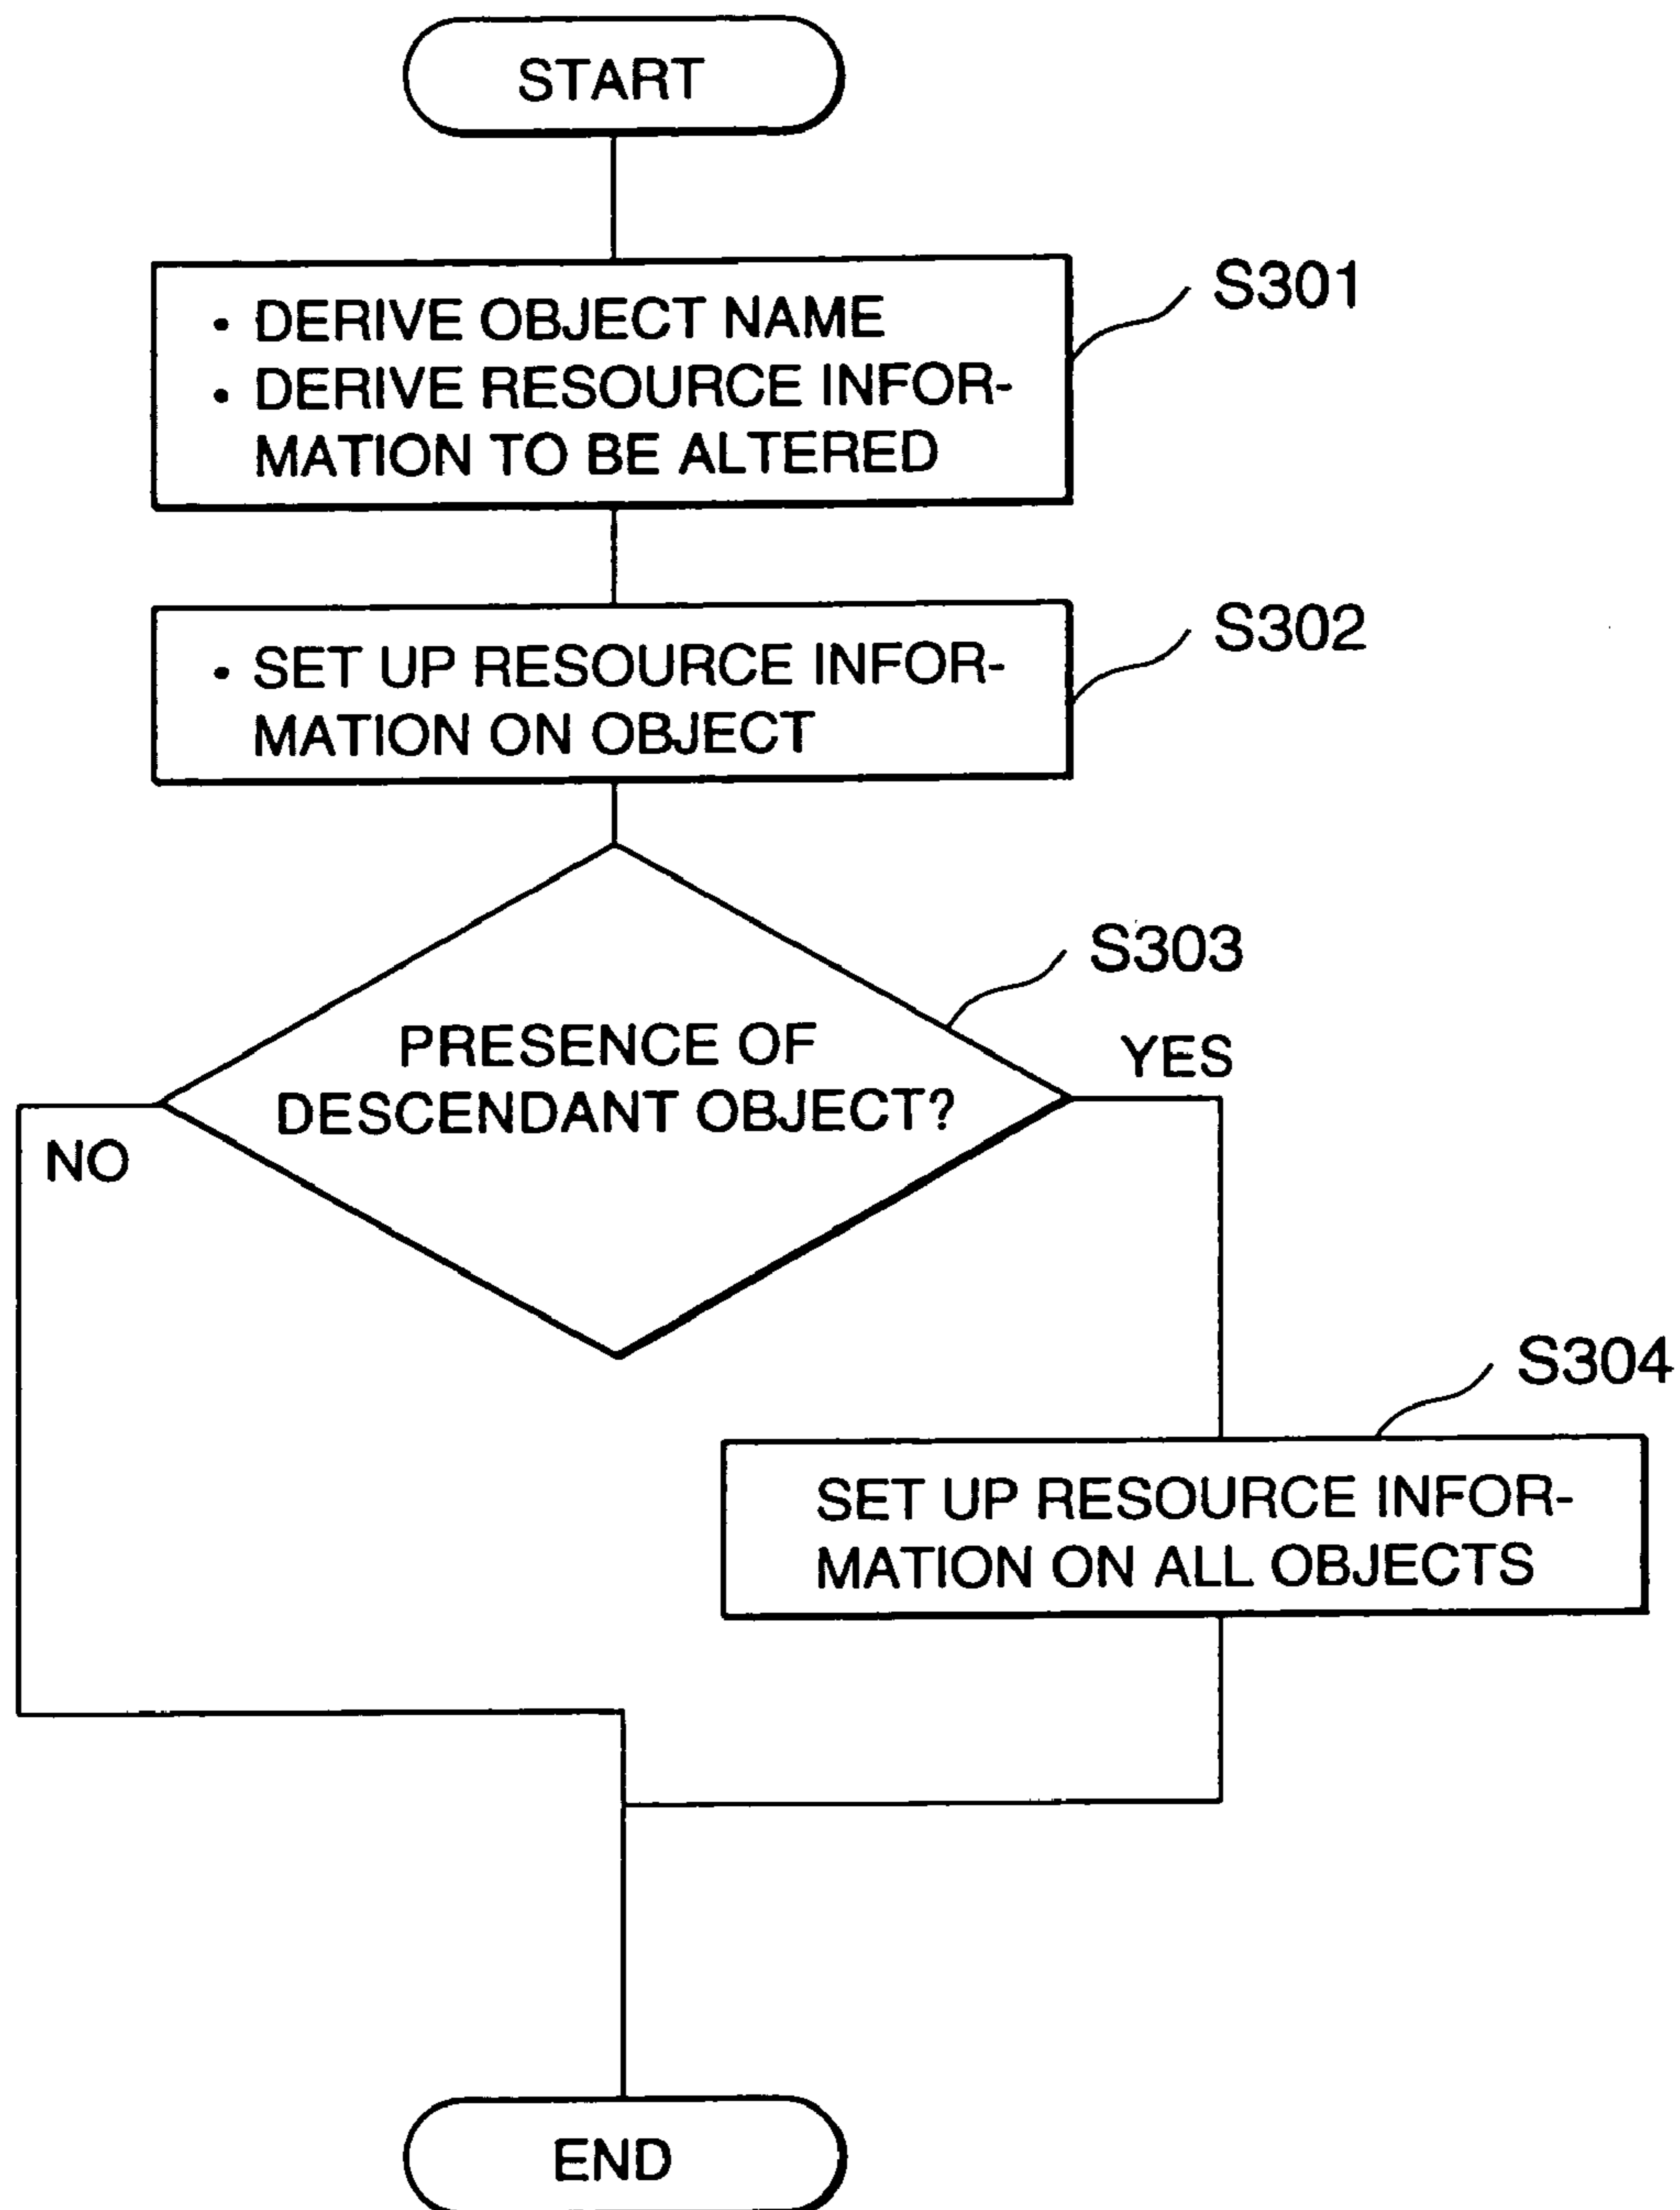 START
S301
• DERIVE OBJECT NAME
• DERIVE RESOURCE INFOR-
MATION TO BE ALTERED
S302
• SET UP RESOURCE INFOR-
MATION ON OBJECT
S303
PRESENCE OF
DESCENDANT OBJECT?
YES
NO
S304
SET UP RESOURCE INFOR-
MATION ON ALL OBJECTS
END